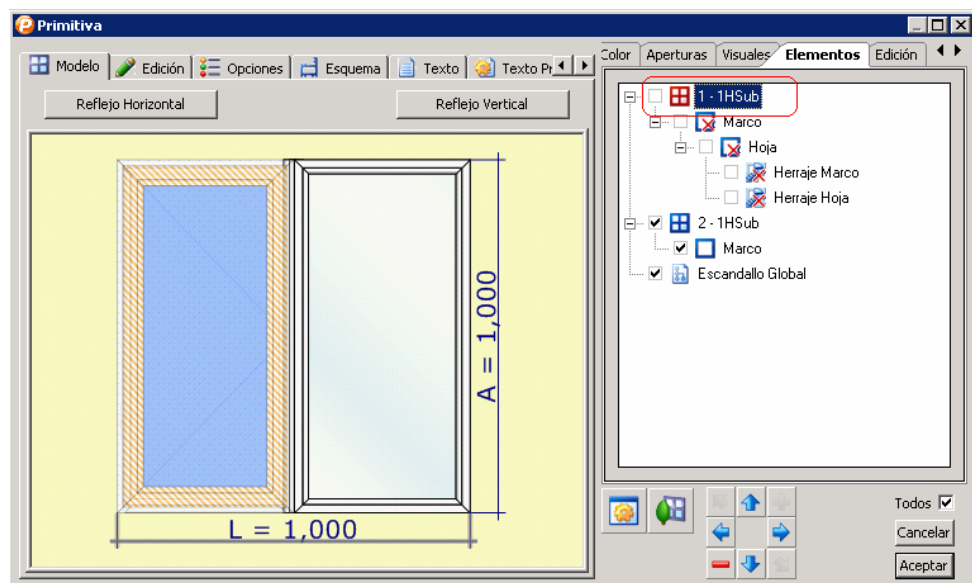 Primitiva
Modelo
Edición
Opciones
Esquema
Texto
Texto Pr
Color
Aperturas
Visuales
Elementos
Edición
Reflejo Horizontal
Reflejo Vertical
1 - 1HSub
Marco
Hoja
Herraje Marco
Herraje Hoja
2 - 1HSub
Marco
Escandallo Global
A = 1,000
L = 1,000
Todos
Cancelar
Aceptar